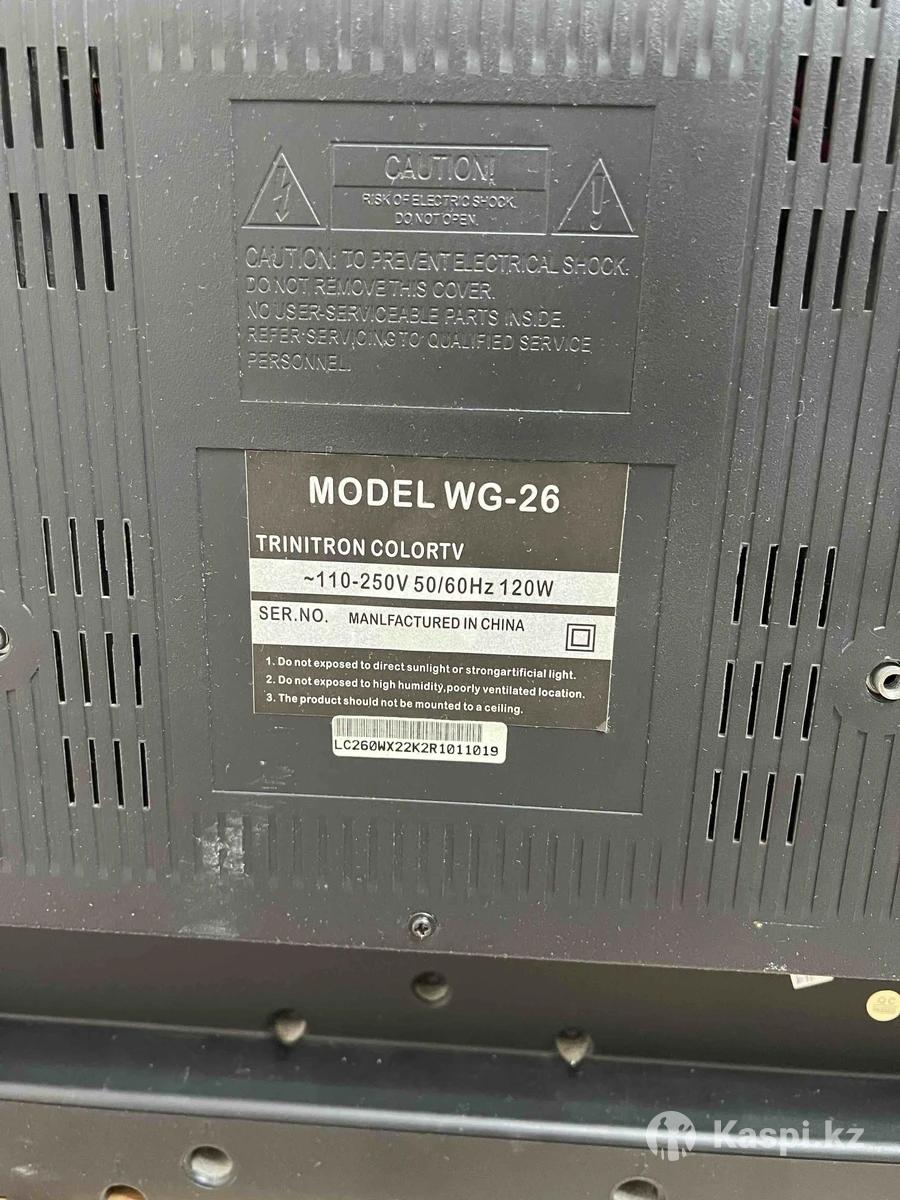 CAUTION!
RISK OF ELECTRIC SHOCK.
DO NOT OPEN.
CAUTION: TO PREVENT ELECTRICAL SHOCK.
DO NOT REMOVE THIS COVER.
NO USER-SERVICEABLE PARTS INSIDE.
REFER SERVICING TO QUALIFIED SERVICE
PERSONNEL.
MODEL WG-26
TRINITRON COLORTV
~110-250V 50/60Hz 120W
SER.NO. MANLFACTURED IN CHINA
1. Do not exposed to direct sunlight or strongartificial light.
2. Do not exposed to high humidity,poorly ventilated location.
3. The product should not be mounted to a ceiling.
LC260WX22K2R1011019
QC
Kaspi.kz